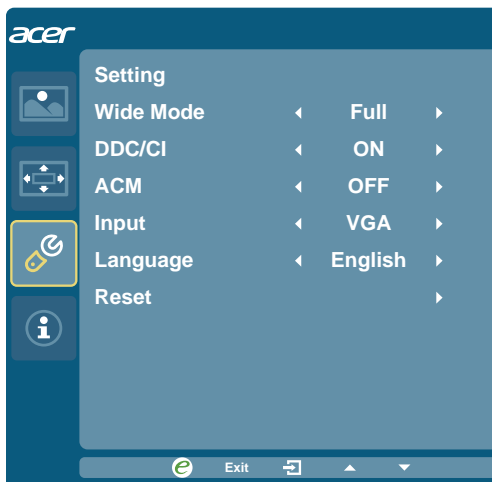 acer
Setting
Wide Mode Full
DDC/CI ON
ACM OFF
Input VGA
Language English
Reset
e Exit